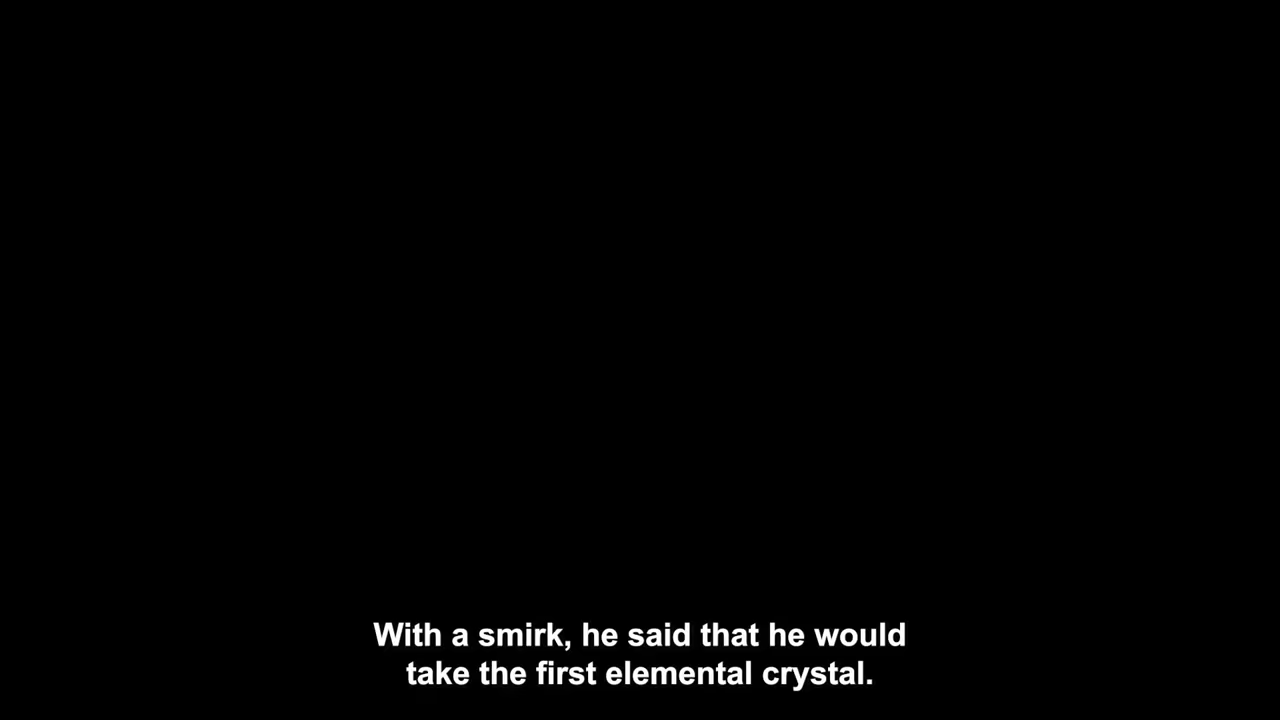 With a smirk, he said that he would
take the first elemental crystal.